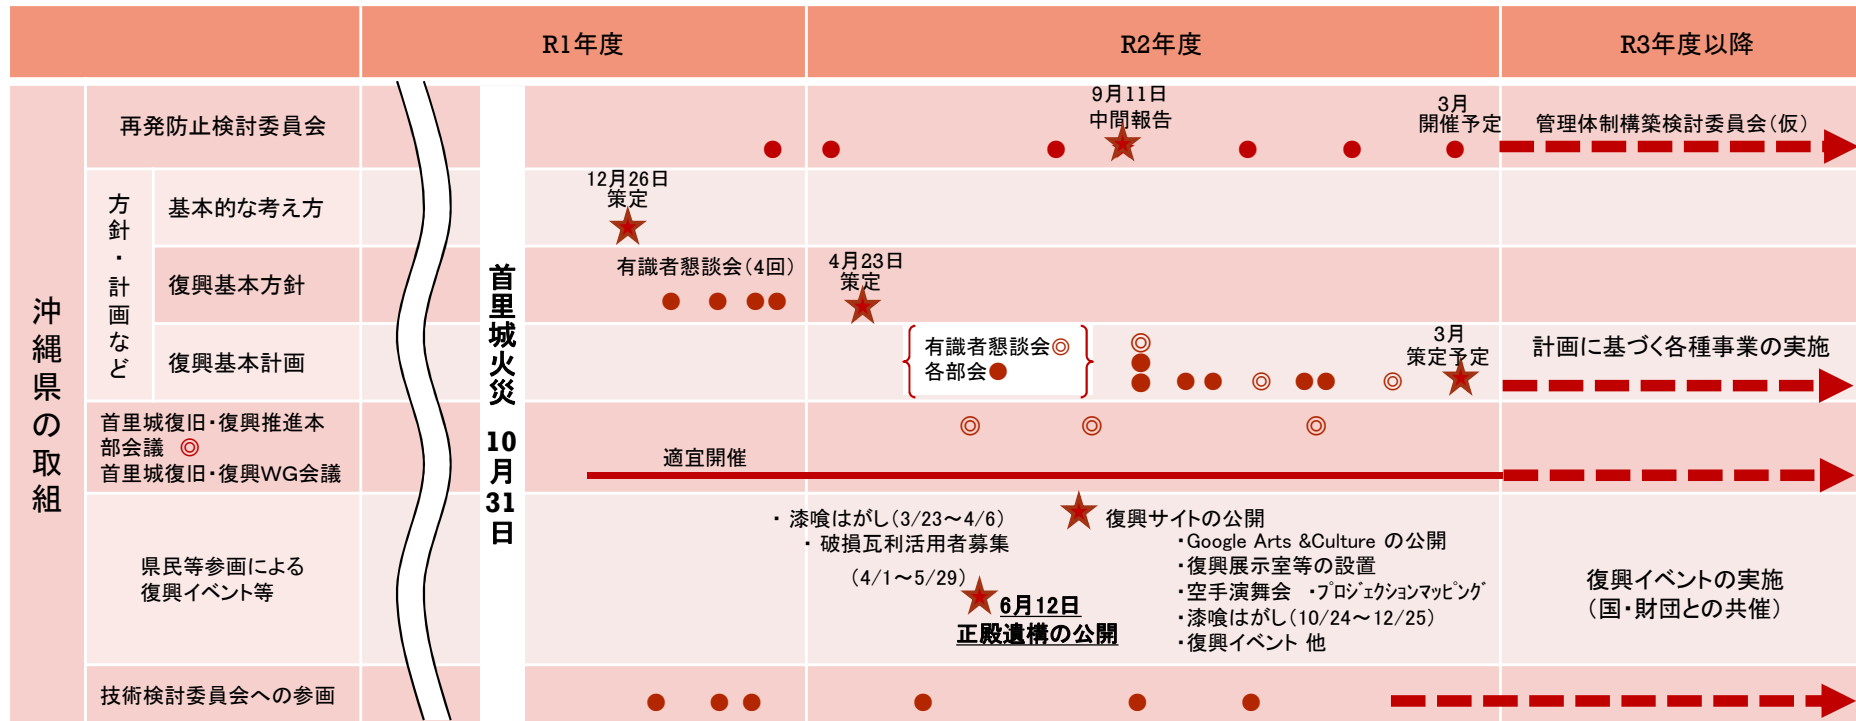 R1年度
R2年度
R3年度以降
沖縄県の取組
再発防止検討委員会
9月11日
中間報告
3月
開催予定
管理体制構築検討委員会(仮)
方針・計画など
基本的な考え方
12月26日
策定
復興基本方針
有識者懇談会(4回)
4月23日
策定
復興基本計画
有識者懇談会◎
各部会●
3月
策定予定
計画に基づく各種事業の実施
首里城火災 10月31日
首里城復旧・復興推進本
部会議 ◎
首里城復旧・復興WG会議
適宜開催
県民等参画による
復興イベント等
・ 漆喰はがし(3/23~4/6)
・ 破損瓦利活用者募集
(4/1~5/29)
6月12日
正殿遺構の公開
復興サイトの公開
・Google Arts &Culture の公開
・復興展示室等の設置
・空手演舞会 ・プロジェクションマッピング
・漆喰はがし(10/24~12/25)
・復興イベント 他
復興イベントの実施
(国・財団との共催)
技術検討委員会への参画